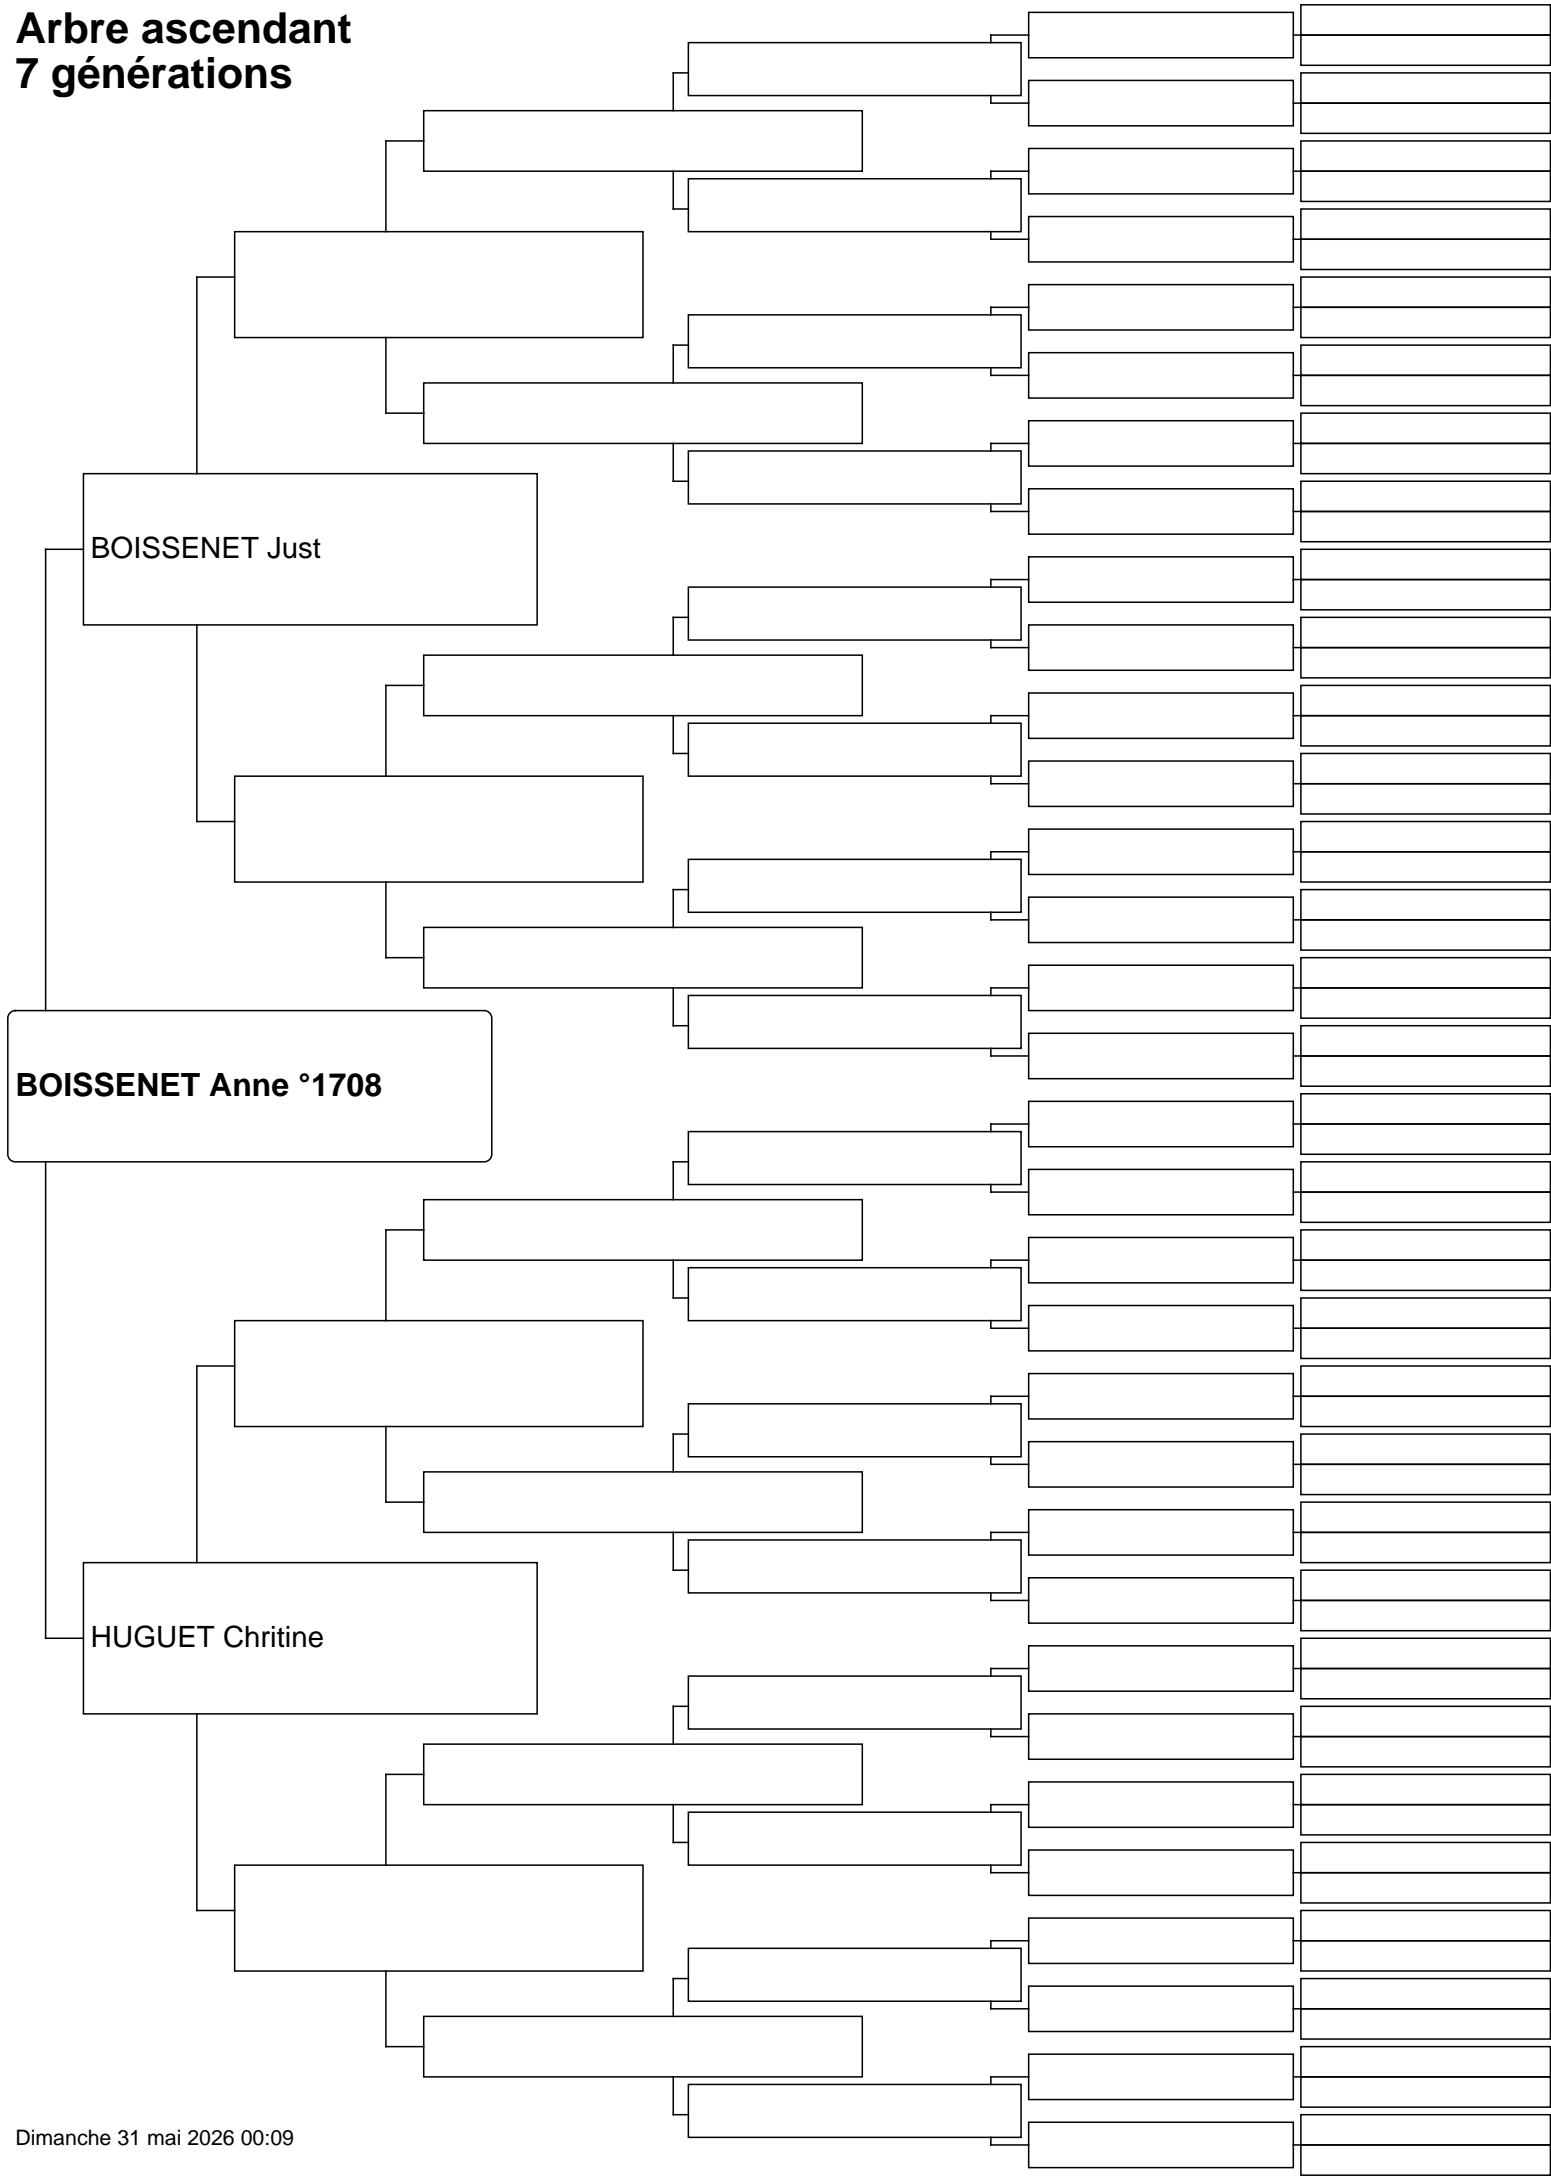 Arbre ascendant
7 générations
BOISSENET Just
BOISSENET Anne °1708
HUGUET Chritine
Dimanche 31 mai 2026 00:09